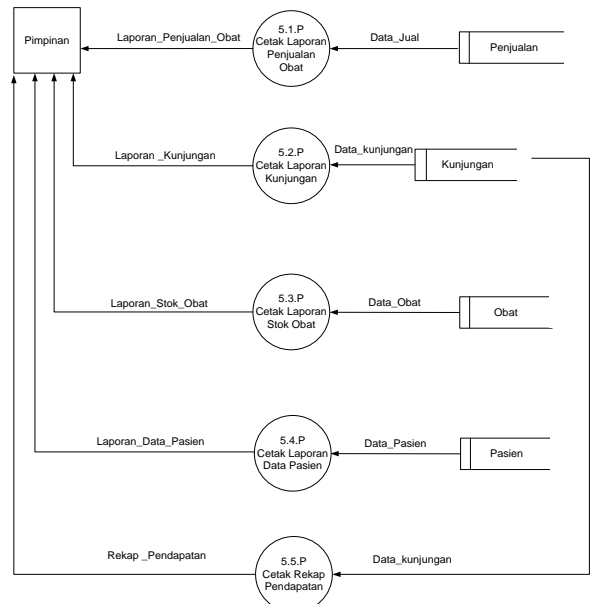 Pimpinan
Laporan_Penjualan_Obat
5.1.P
Cetak Laporan
Penjualan
Obat
Data_Jual
Penjualan
Laporan _Kunjungan
5.2.P
Cetak Laporan
Kunjungan
Data_kunjungan
Kunjungan
Laporan_Stok_Obat
5.3.P
Cetak Laporan
Stok Obat
Data_Obat
Obat
Laporan_Data_Pasien
5.4.P
Cetak Laporan
Data Pasien
Data_Pasien
Pasien
Rekap _Pendapatan
5.5.P
Cetak Rekap
Pendapatan
Data_kunjungan